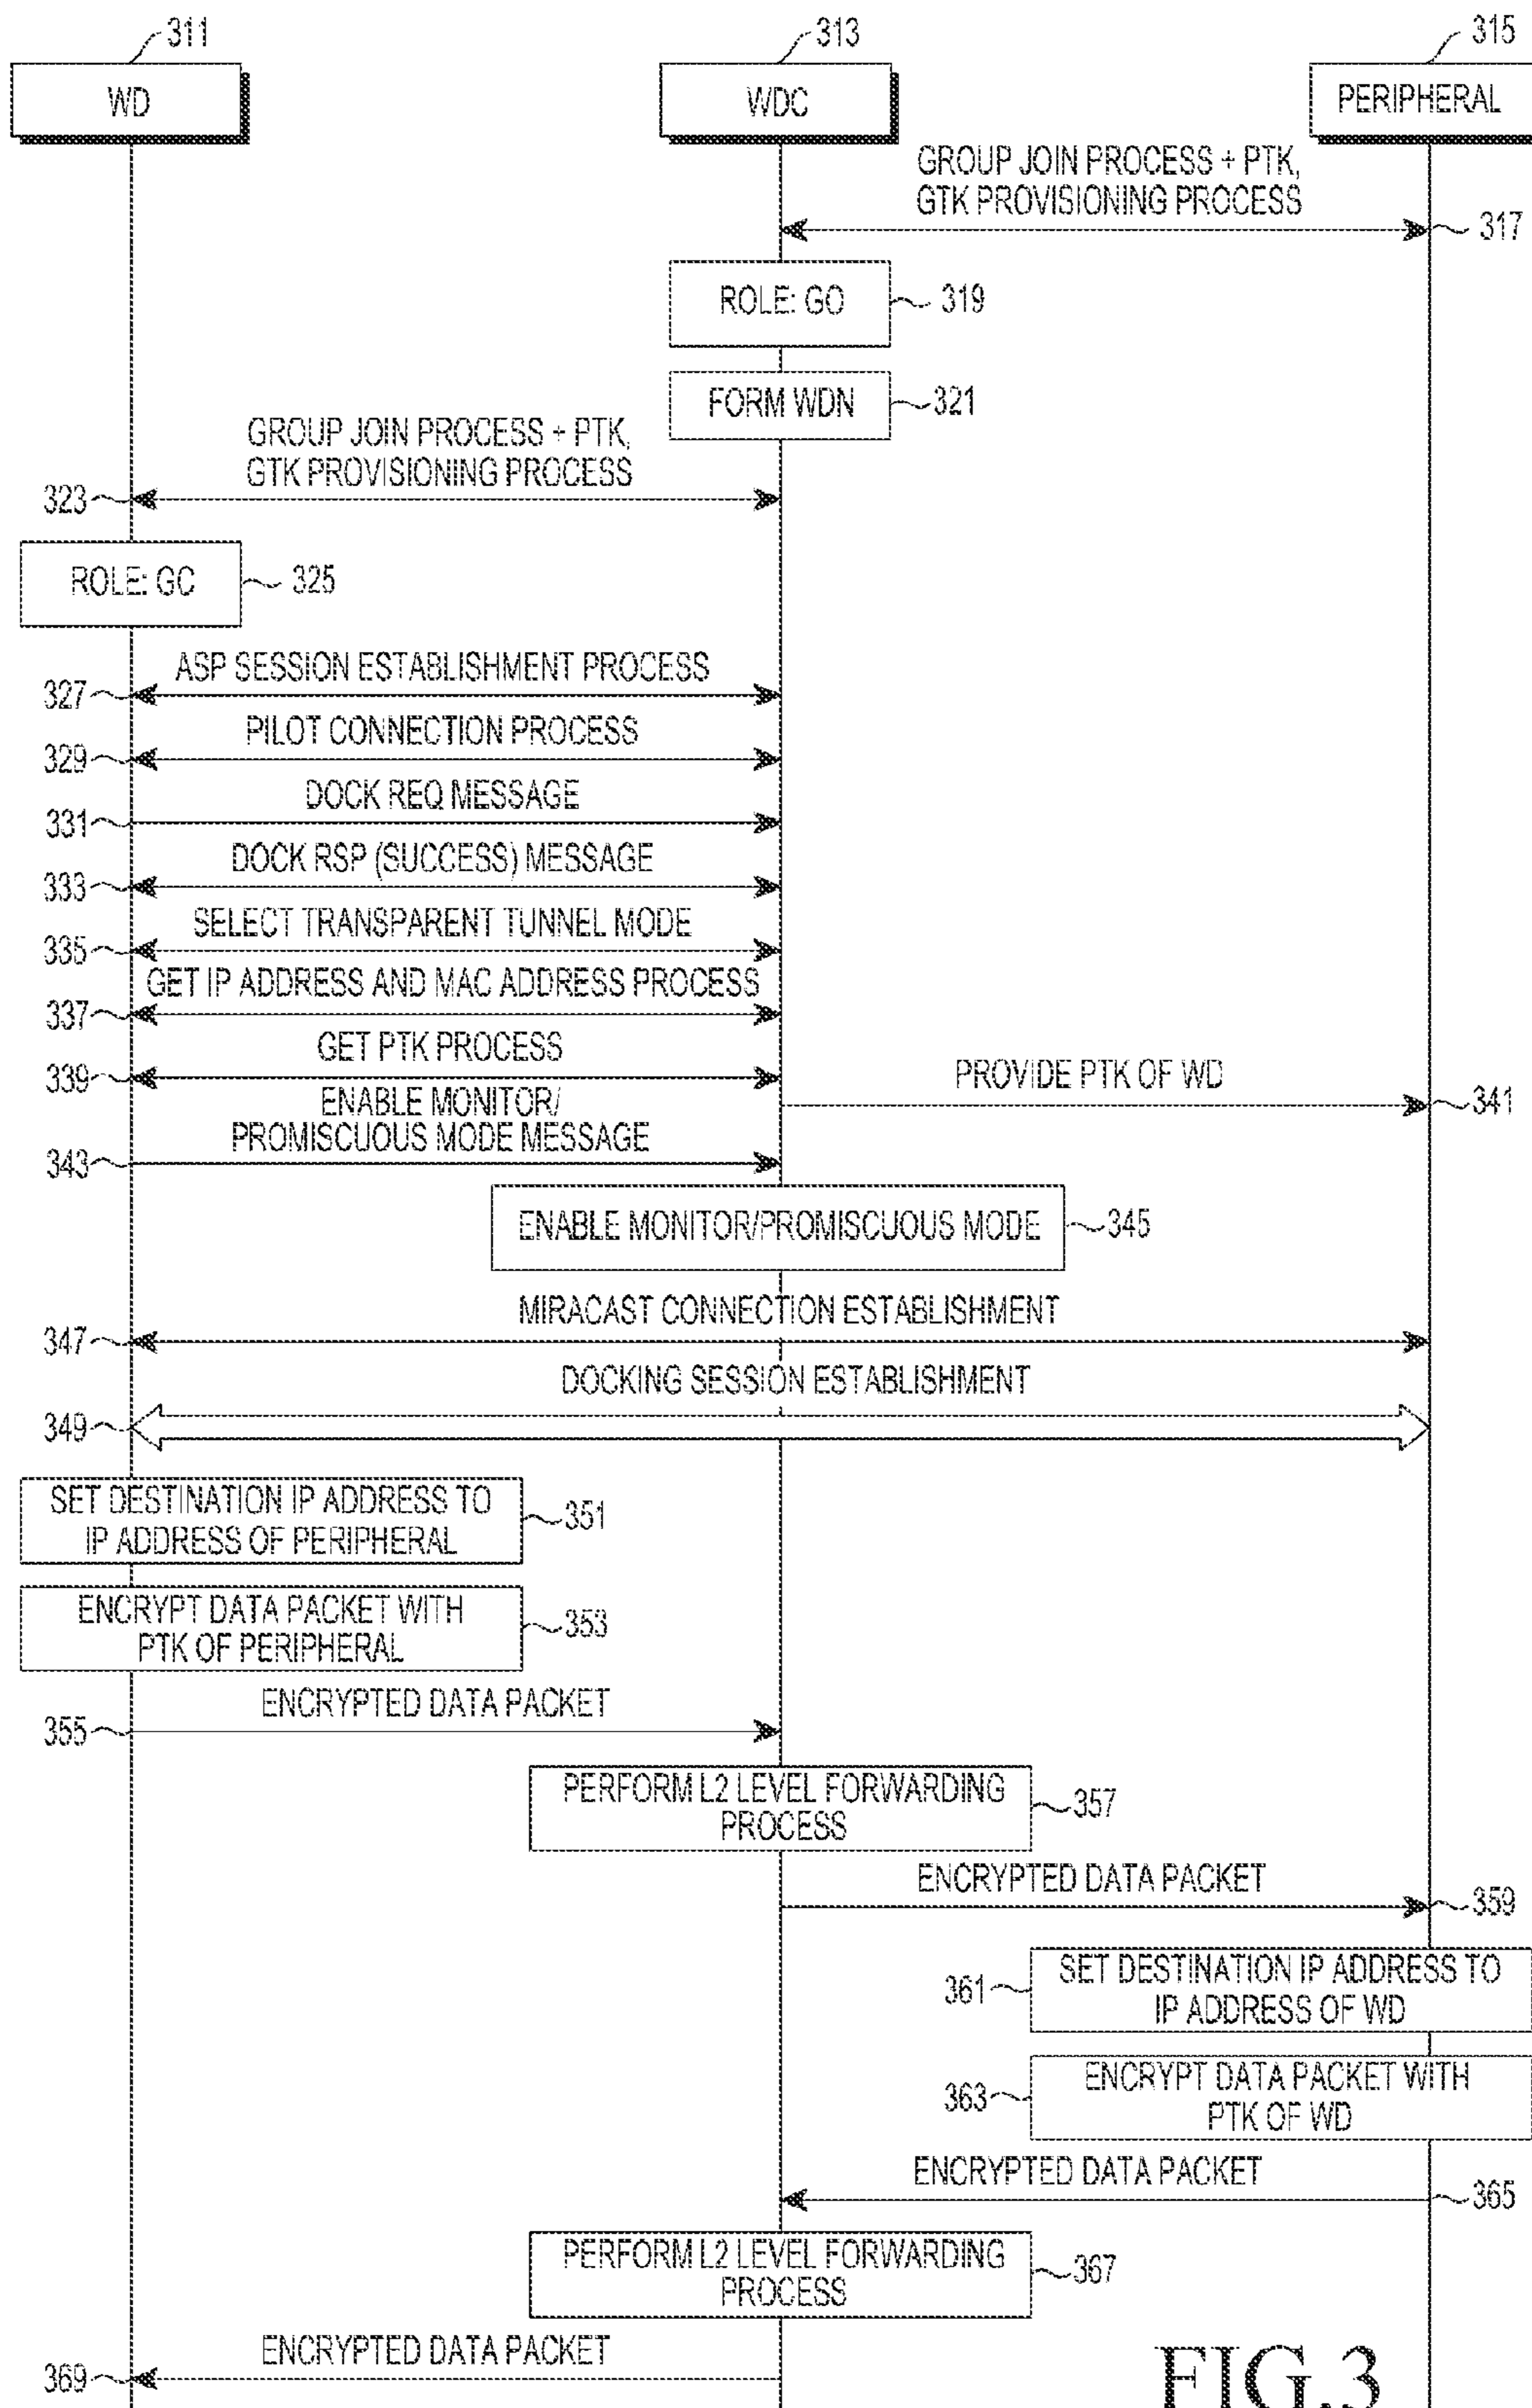 311
313
315
WD
WDC
PERIPHERAL
GROUP JOIN PROCESS + PTK,
GTK PROVISIONING PROCESS
317
ROLE: GO
319
FORM WDN
321
GROUP JOIN PROCESS + PTK,
GTK PROVISIONING PROCESS
323
ROLE: GC
325
ASP SESSION ESTABLISHMENT PROCESS
327
PILOT CONNECTION PROCESS
329
DOCK REQ MESSAGE
331
DOCK RSP (SUCCESS) MESSAGE
333
SELECT TRANSPARENT TUNNEL MODE
335
GET IP ADDRESS AND MAC ADDRESS PROCESS
337
GET PTK PROCESS
339
PROVIDE PTK OF WD
341
ENABLE MONITOR/
PROMISCUOUS MODE MESSAGE
343
ENABLE MONITOR/PROMISCUOUS MODE
345
MIRACAST CONNECTION ESTABLISHMENT
347
DOCKING SESSION ESTABLISHMENT
349
SET DESTINATION IP ADDRESS TO
IP ADDRESS OF PERIPHERAL
351
ENCRYPT DATA PACKET WITH
PTK OF PERIPHERAL
353
ENCRYPTED DATA PACKET
355
PERFORM L2 LEVEL FORWARDING
PROCESS
357
ENCRYPTED DATA PACKET
359
SET DESTINATION IP ADDRESS TO
IP ADDRESS OF WD
361
ENCRYPT DATA PACKET WITH
PTK OF WD
363
ENCRYPTED DATA PACKET
365
PERFORM L2 LEVEL FORWARDING
PROCESS
367
ENCRYPTED DATA PACKET
369
FIG.3